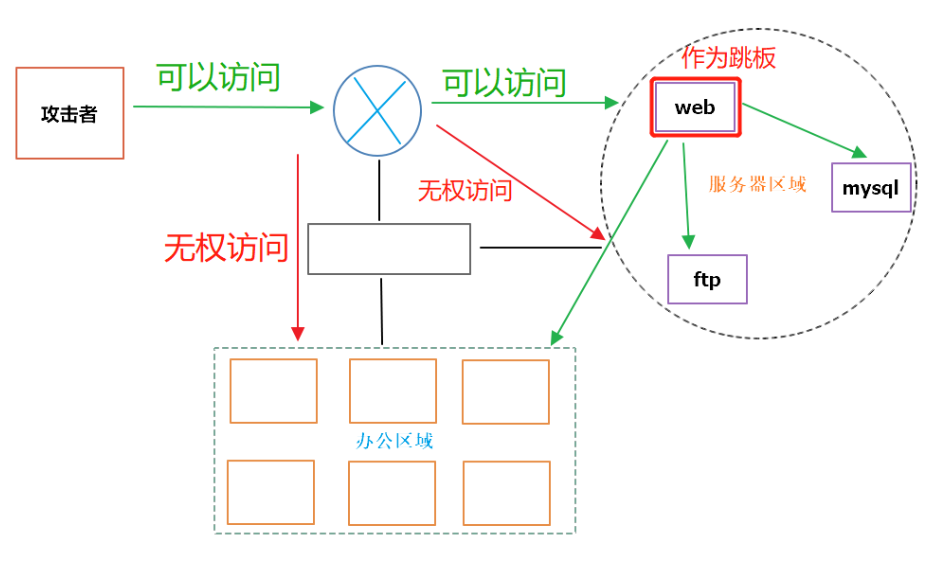 作为跳板
可以访问
可以访问
攻击者
web
服务器区域
mysql
无权访问
无权访问
ftp
办公区域